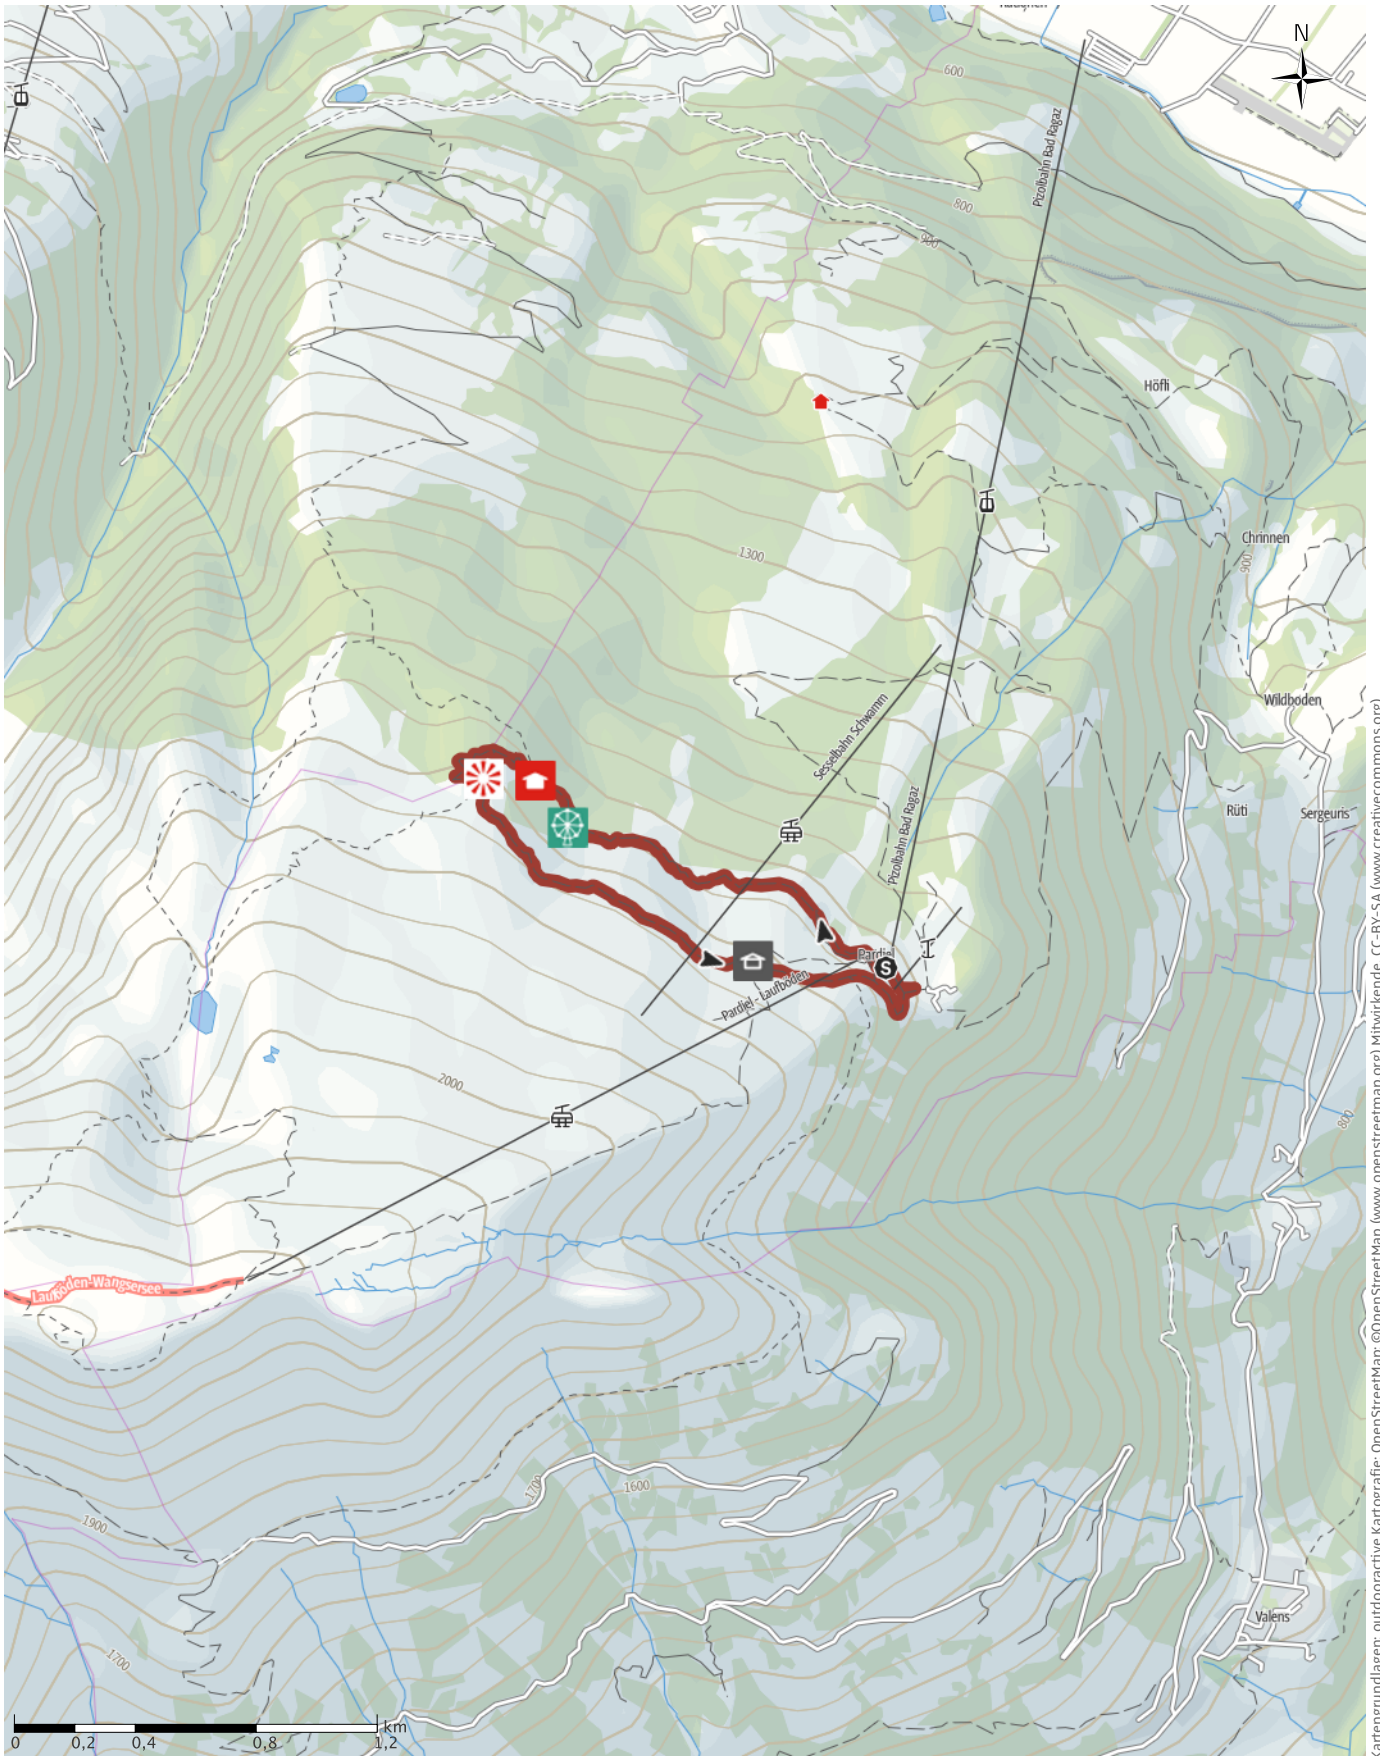 N
600
Pizolbahn Bad Ragaz
800
900
Höfli
1300
Chrinnen
900
Wildboden
Sesselbahn Schwamm
Pizolbahn Bad Ragaz
Rüti
Sergeuris
Pardiel
S
Pardiel - Laufböden
2000
800
Laufböden-Wangsersee
1700
1600
1900
Valens
1700
km
0
0,2
0,4
0,8
1,2
Kartengrundlagen: outdooractive Kartografie; OpenStreetMap: ©OpenStreetMap (www.openstreetmap.org) Mitwirkende, CC-BY-SA (www.creativecommons.org)